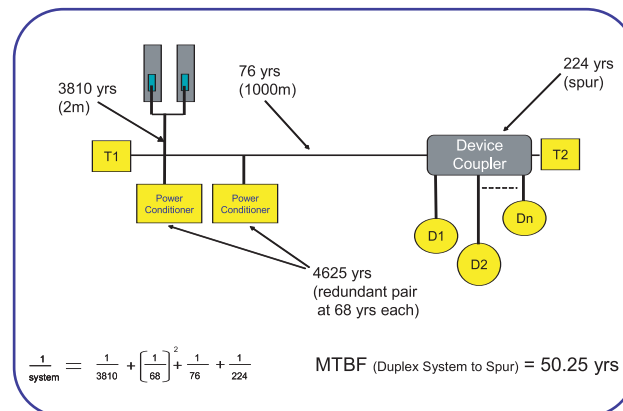 3810 yrs
(2m)
76 yrs
(1000m)
224 yrs
(spur)
T1
Device
Coupler
T2
Power
Conditioner
Power
Conditioner
D1
D2
Dn
4625 yrs
(redundant pair
at 68 yrs each)
1/system = 1/3810 + [1/68]² + 1/76 + 1/224
MTBF (Duplex System to Spur) = 50.25 yrs